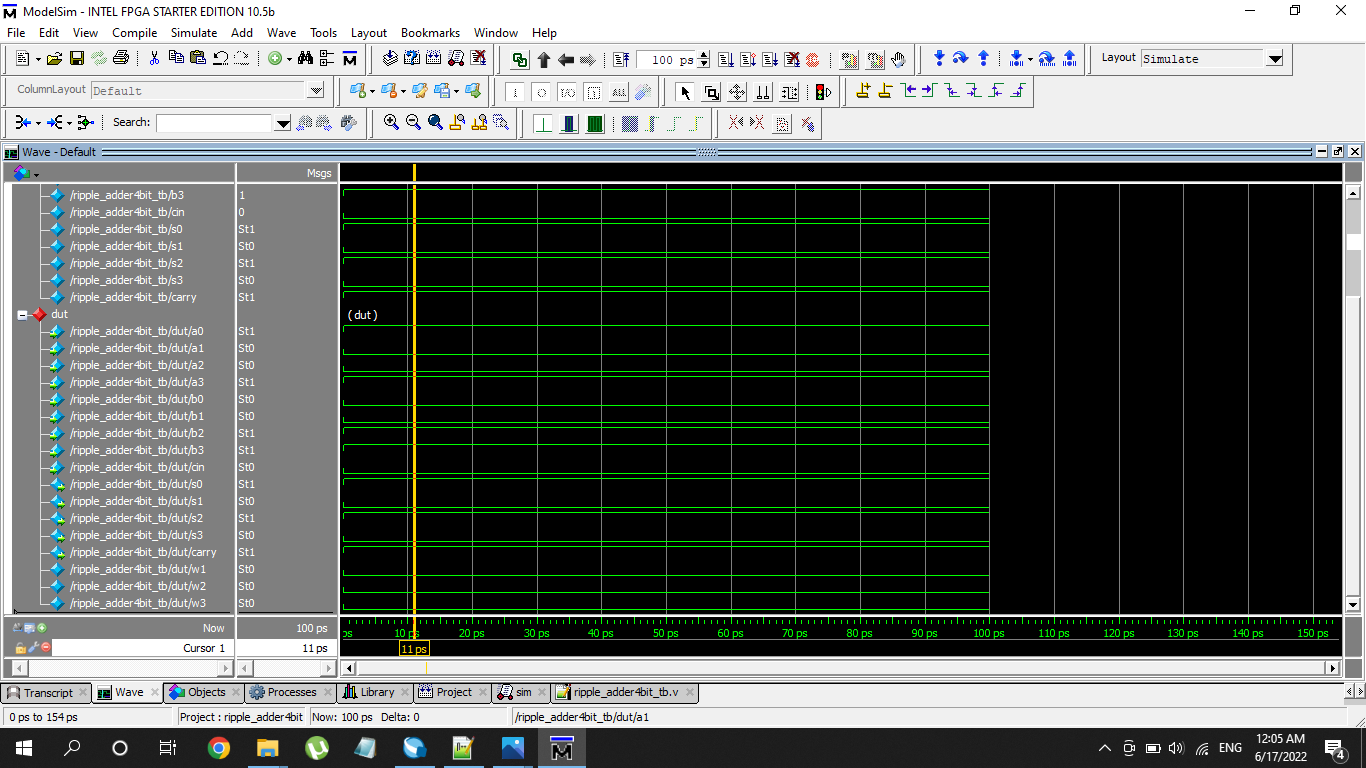 ModelSim - INTEL FPGA STARTER EDITION 10.5b
File Edit View Compile Simulate Add Wave Tools Layout Bookmarks Window Help
100 ps
Layout Simulate
ColumnLayout Default
Search:
Wave - Default
Msgs
/ripple_adder4bit_tb/b3 1
/ripple_adder4bit_tb/cin 0
/ripple_adder4bit_tb/s0 St1
/ripple_adder4bit_tb/s1 St0
/ripple_adder4bit_tb/s2 St1
/ripple_adder4bit_tb/s3 St0
/ripple_adder4bit_tb/carry St1
dut (dut)
/ripple_adder4bit_tb/dut/a0 St1
/ripple_adder4bit_tb/dut/a1 St0
/ripple_adder4bit_tb/dut/a2 St0
/ripple_adder4bit_tb/dut/a3 St1
/ripple_adder4bit_tb/dut/b0 St0
/ripple_adder4bit_tb/dut/b1 St0
/ripple_adder4bit_tb/dut/b2 St1
/ripple_adder4bit_tb/dut/b3 St1
/ripple_adder4bit_tb/dut/cin St0
/ripple_adder4bit_tb/dut/s0 St1
/ripple_adder4bit_tb/dut/s1 St0
/ripple_adder4bit_tb/dut/s2 St1
/ripple_adder4bit_tb/dut/s3 St0
/ripple_adder4bit_tb/dut/carry St1
/ripple_adder4bit_tb/dut/w1 St0
/ripple_adder4bit_tb/dut/w2 St0
/ripple_adder4bit_tb/dut/w3 St0
Now 100 ps ps 10 ps 20 ps 30 ps 40 ps 50 ps 60 ps 70 ps 80 ps 90 ps 100 ps 110 ps 120 ps 130 ps 140 ps 150 ps
Cursor 1 11 ps 11 ps
Transcript Wave Objects Processes Library Project sim ripple_adder4bit_tb.v
0 ps to 154 ps Project : ripple_adder4bit Now: 100 ps Delta: 0 /ripple_adder4bit_tb/dut/a1
ENG 12:05 AM
6/17/2022 4